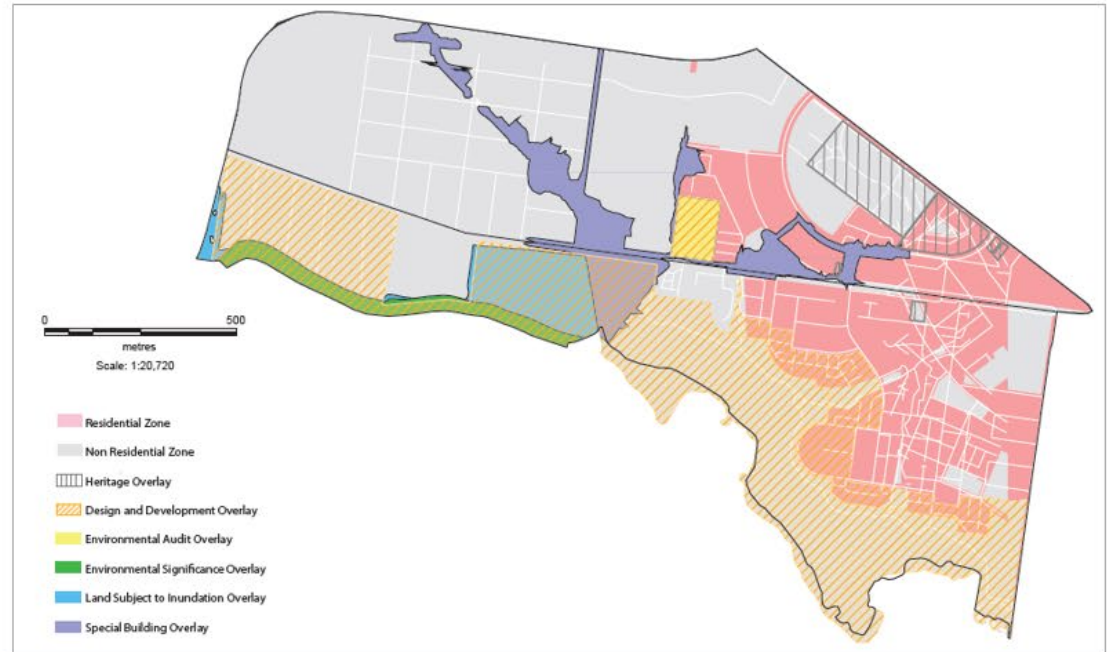 0 500
metres
Scale: 1:20,720
Residential Zone
Non Residential Zone
Heritage Overlay
Design and Development Overlay
Environmental Audit Overlay
Environmental Significance Overlay
Land Subject to Inundation Overlay
Special Building Overlay